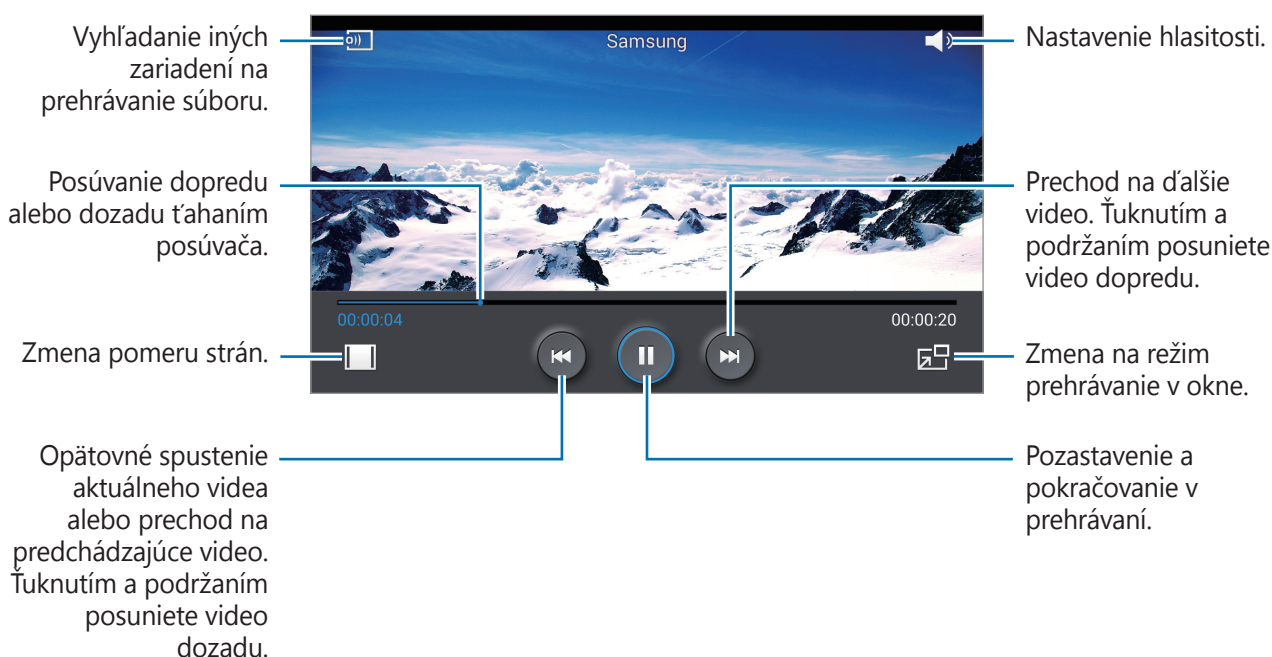 Vyhľadanie iných
zariadení na
prehrávanie súboru.
Samsung
Nastavenie hlasitosti.
Posúvanie dopredu
alebo dozadu ťahaním
posúvača.
Prechod na ďalšie
video. Ťuknutím a
podržaním posuniete
video dopredu.
00:00:04
00:00:20
Zmena pomeru strán.
Zmena na režim
prehrávanie v okne.
Opätovné spustenie
aktuálneho videa
alebo prechod na
predchádzajúce video.
Ťuknutím a podržaním
posuniete video
dozadu.
Pozastavenie a
pokračovanie v
prehrávaní.